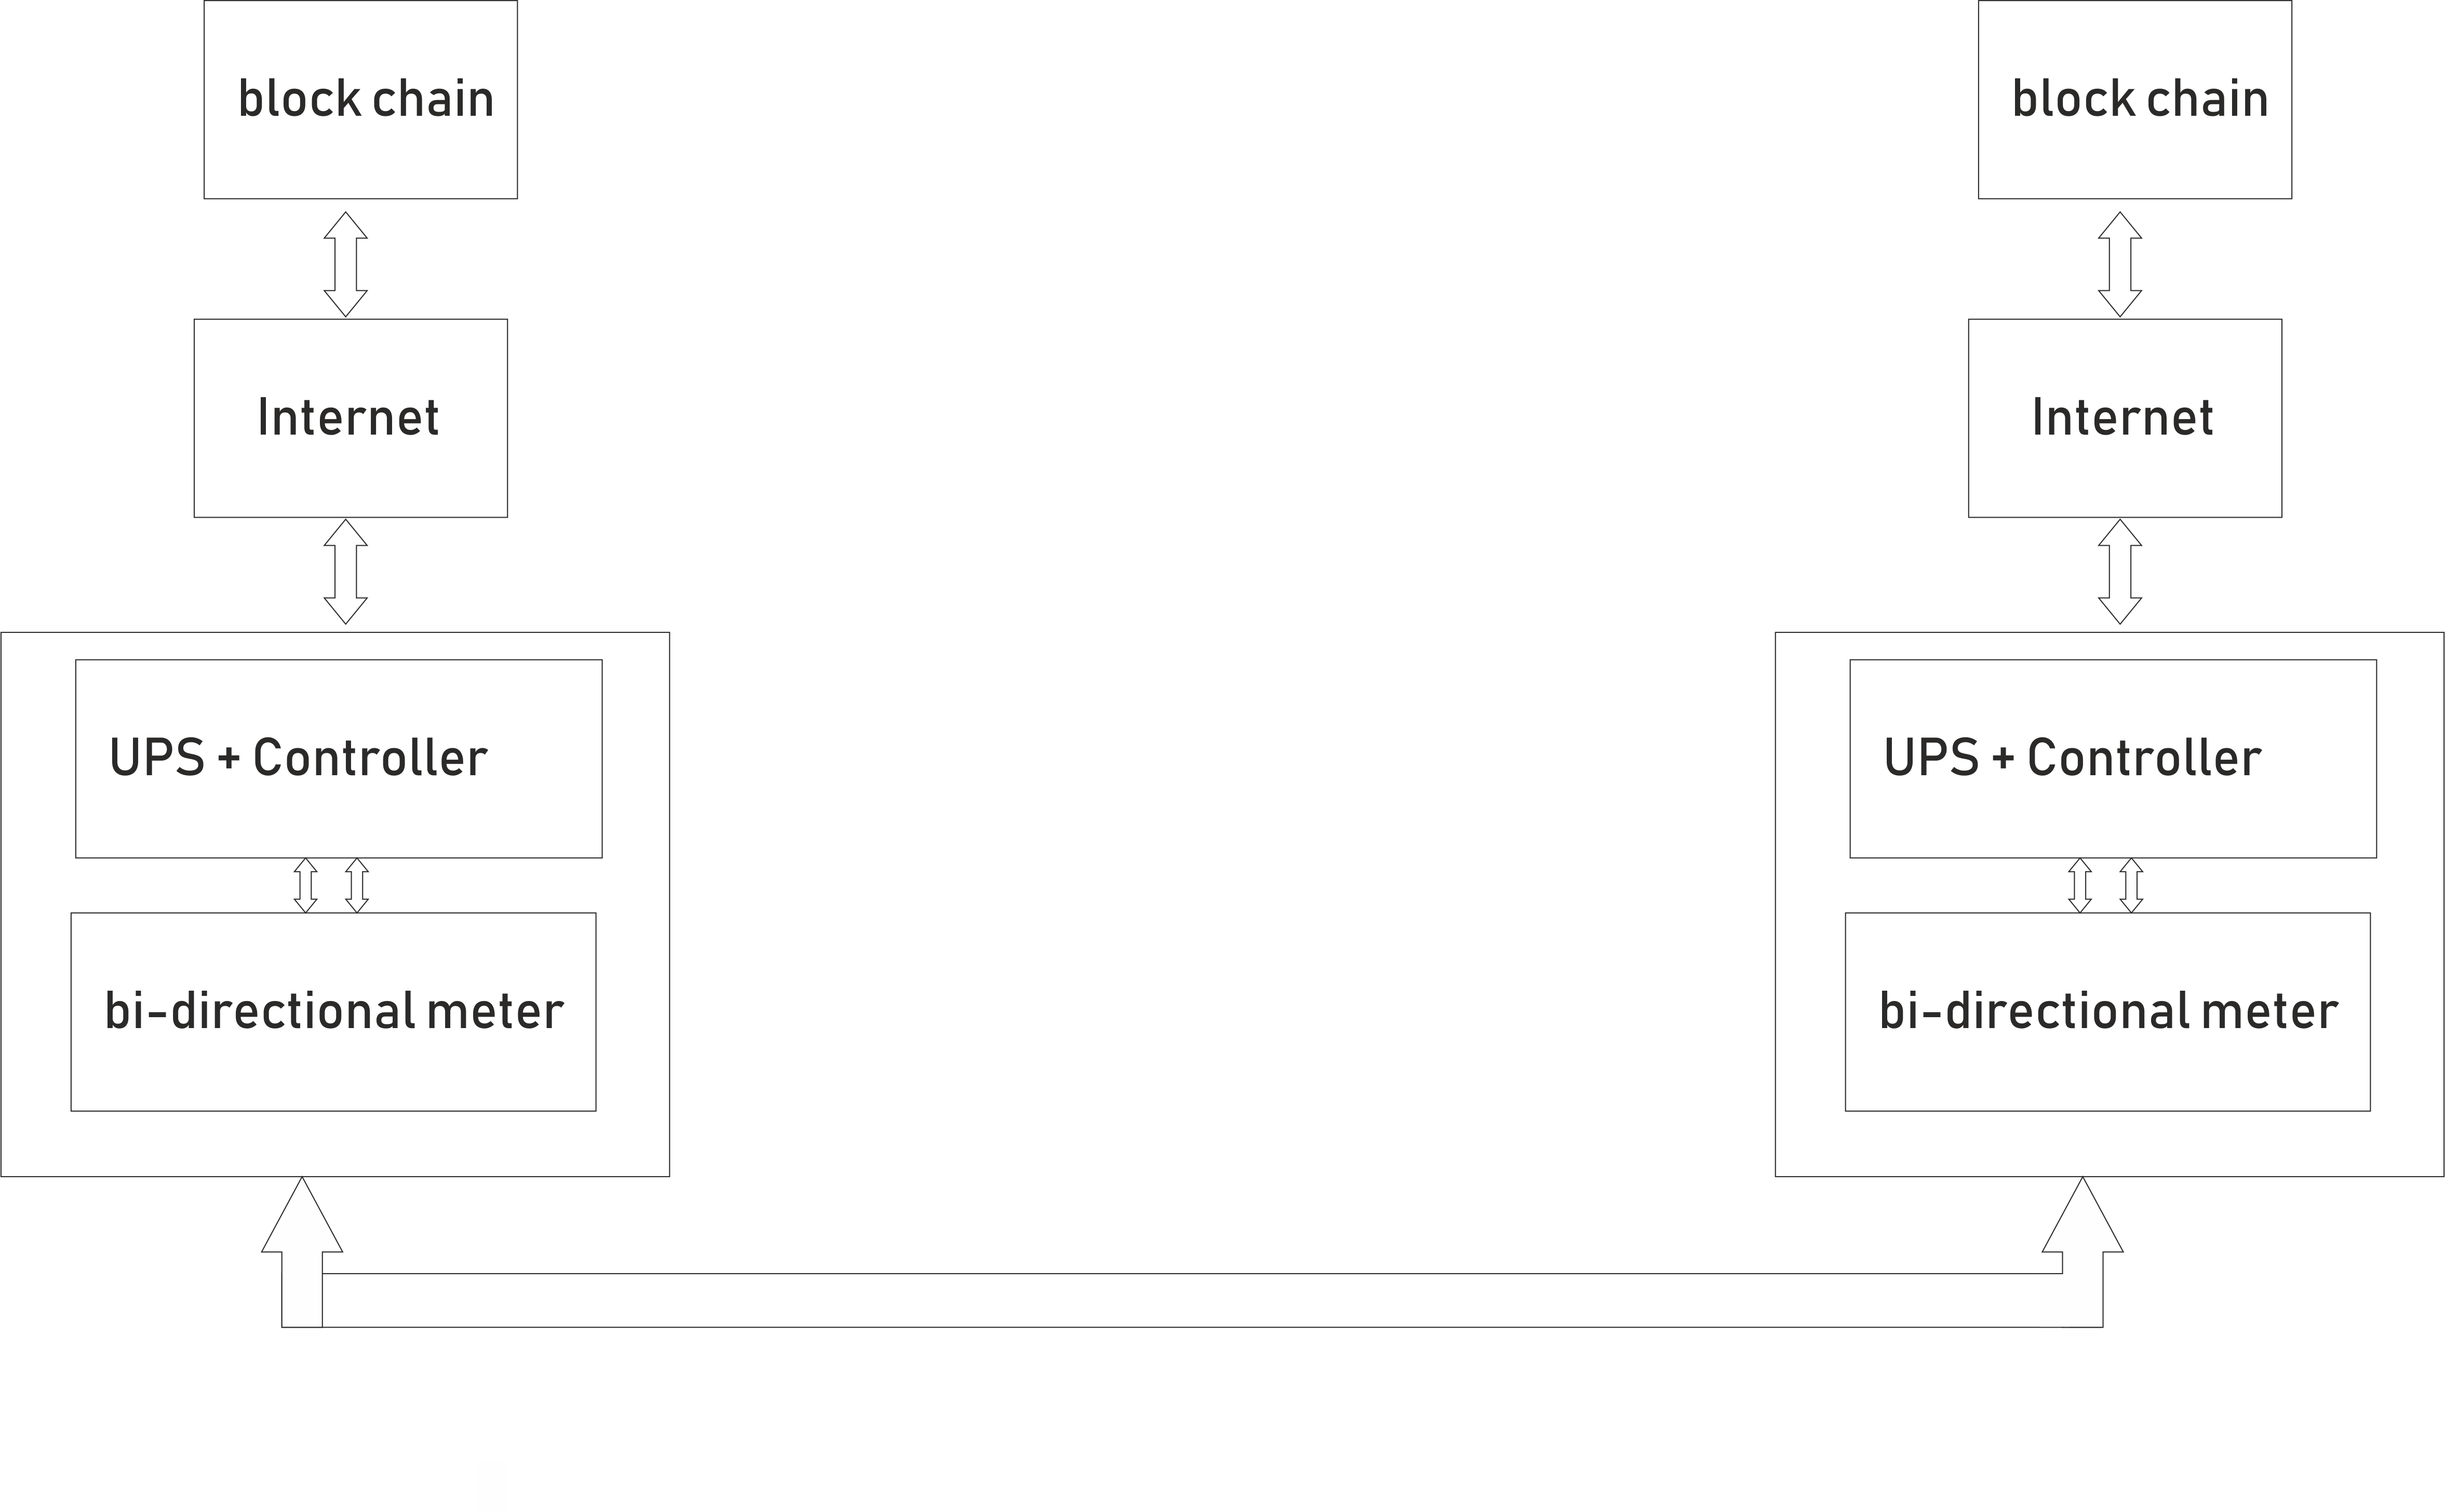 block chain
block chain
Internet
Internet
UPS + Controller
UPS + Controller
bi-directional meter
bi-directional meter